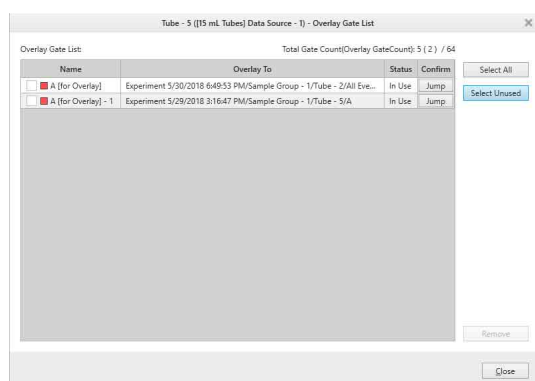 Tube - 5 ([15 mL Tubes] Data Source - 1) - Overlay Gate List
Overlay Gate List: Total Gate Count(Overlay GateCount): 5 ( 2 ) / 64
Name Overlay To Status Confirm Select All
A [for Overlay] Experiment 5/30/2018 6:49:53 PM/Sample Group - 1/Tube - 2/All Eve... In Use Jump
Select Unused
A [for Overlay] - 1 Experiment 5/29/2018 3:16:47 PM/Sample Group - 1/Tube - 5/A In Use Jump
Remove
Close